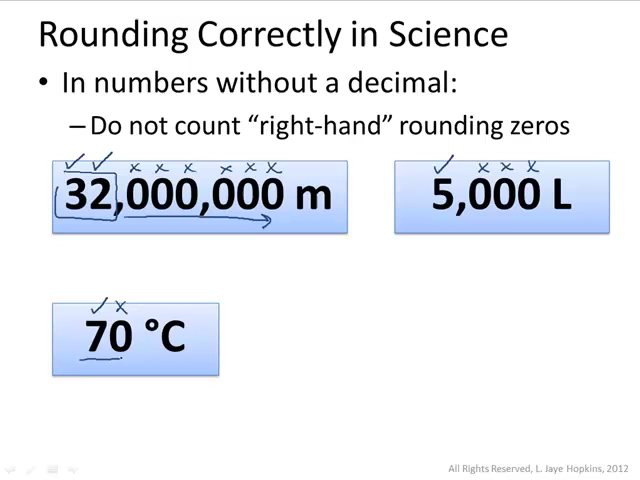 Rounding Correctly in Science
• In numbers without a decimal:
– Do not count “right-hand” rounding zeros
✓ ✓ × × × × × ×
32,000,000 m
✓ × × ×
5,000 L
✓ ×
70 °C
All Rights Reserved, L. Jaye Hopkins, 2012